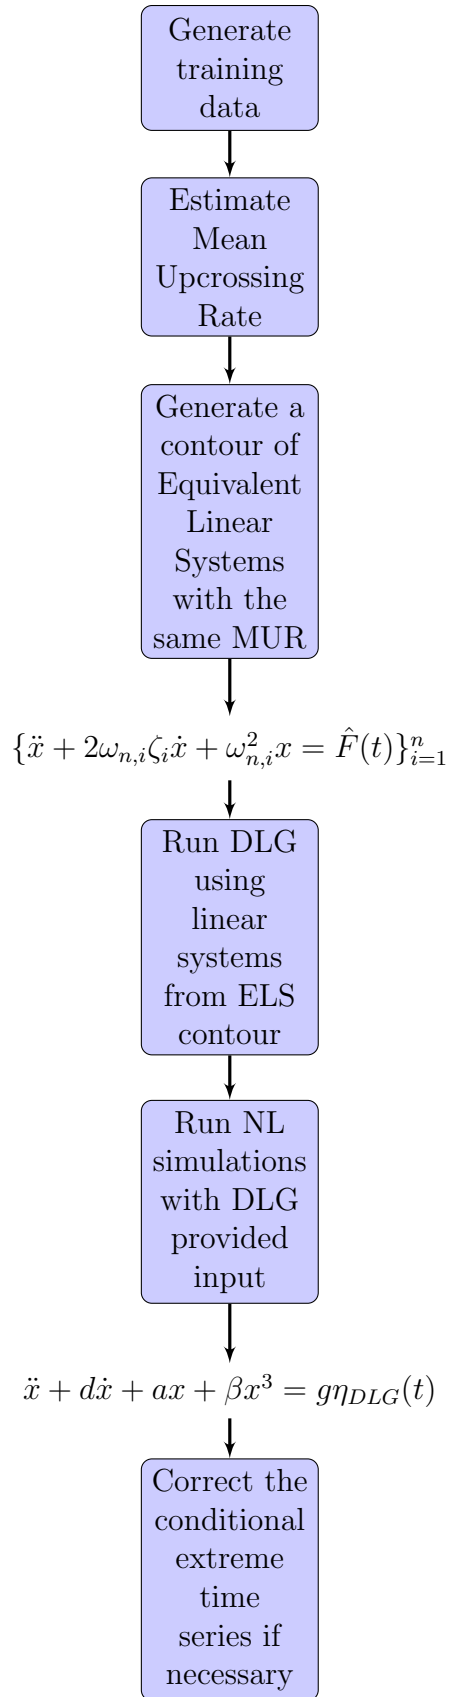 Generate
training
data
Estimate
Mean
Upcrossing
Rate
Generate a
contour of
Equivalent
Linear
Systems
with the
same MUR
{ẍ + 2ω_{n,i}ζ_iẋ + ω²_{n,i}x = F̂(t)}ⁿ_{i=1}
Run DLG
using
linear
systems
from ELS
contour
Run NL
simulations
with DLG
provided
input
ẍ + dẋ + ax + βx³ = gη_{DLG}(t)
Correct the
conditional
extreme
time
series if
necessary